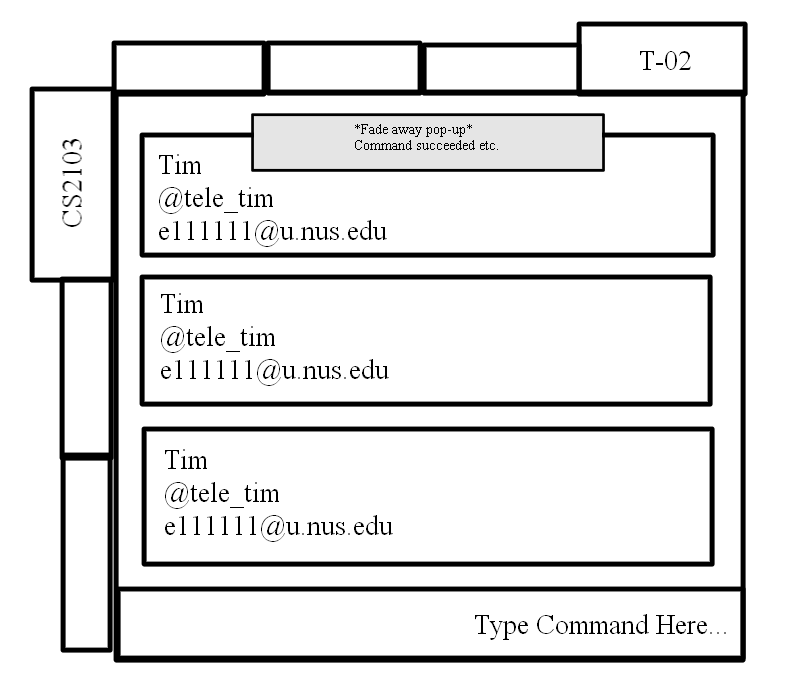 T-02
CS2103
*Fade away pop-up*
Command succeeded etc.
Tim
@tele_tim
e111111@u.nus.edu
Tim
@tele_tim
e111111@u.nus.edu
Tim
@tele_tim
e111111@u.nus.edu
Type Command Here...